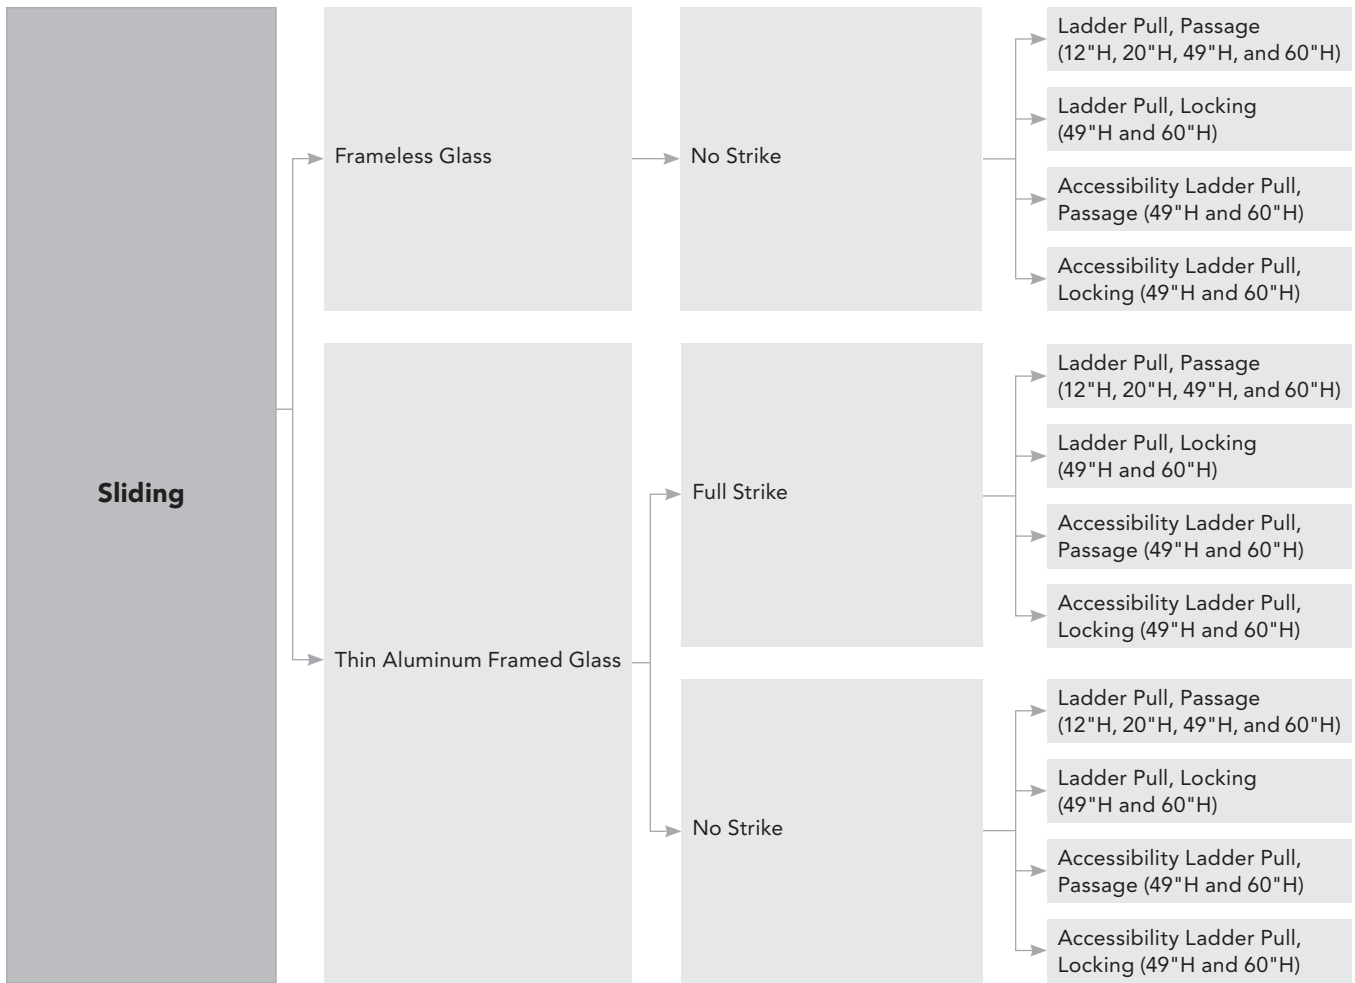 Sliding
Frameless Glass
No Strike
Ladder Pull, Passage
(12"H, 20"H, 49"H, and 60"H)
Ladder Pull, Locking
(49"H and 60"H)
Accessibility Ladder Pull,
Passage (49"H and 60"H)
Accessibility Ladder Pull,
Locking (49"H and 60"H)
Thin Aluminum Framed Glass
Full Strike
Ladder Pull, Passage
(12"H, 20"H, 49"H, and 60"H)
Ladder Pull, Locking
(49"H and 60"H)
Accessibility Ladder Pull,
Passage (49"H and 60"H)
Accessibility Ladder Pull,
Locking (49"H and 60"H)
No Strike
Ladder Pull, Passage
(12"H, 20"H, 49"H, and 60"H)
Ladder Pull, Locking
(49"H and 60"H)
Accessibility Ladder Pull,
Passage (49"H and 60"H)
Accessibility Ladder Pull,
Locking (49"H and 60"H)